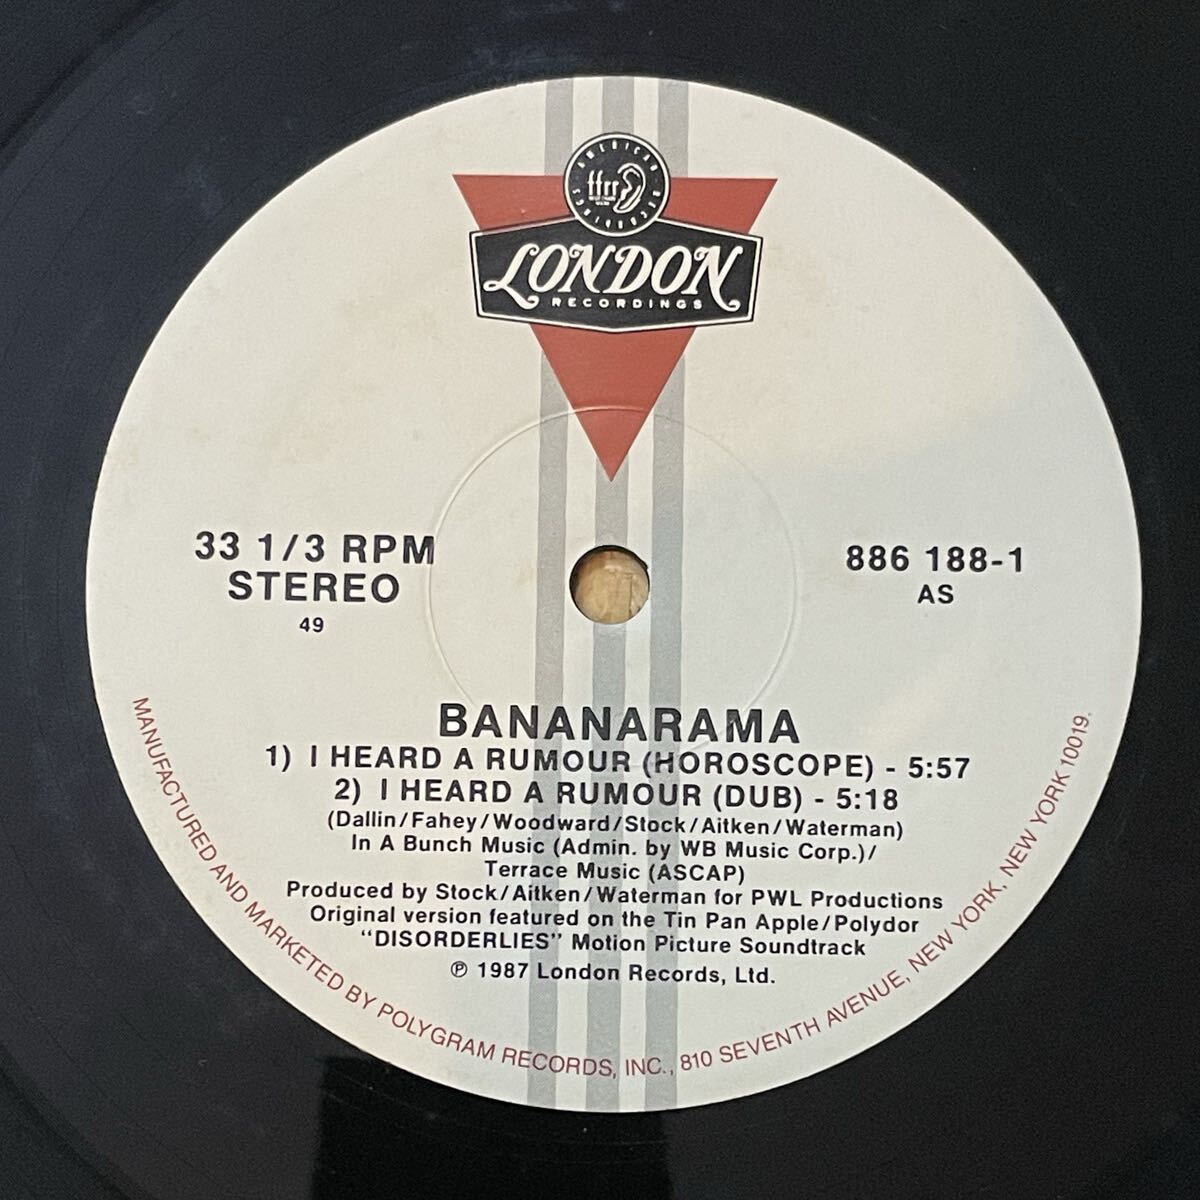 AMERICAN RECORDINGS
ffrr
LONDON
RECORDINGS
33 1/3 RPM
STEREO
49
886 188-1
AS
BANANARAMA
1) I HEARD A RUMOUR (HOROSCOPE) - 5:57
2) I HEARD A RUMOUR (DUB) - 5:18
(Dallin/Fahey/Woodward/Stock/Aitken/Waterman)
In A Bunch Music (Admin. by WB Music Corp.)/
Terrace Music (ASCAP)
Produced by Stock/Aitken/Waterman for PWL Productions
Original version featured on the Tin Pan Apple/Polydor
"DISORDERLIES" Motion Picture Soundtrack
℗ 1987 London Records, Ltd.
MANUFACTURED AND MARKETED BY POLYGRAM RECORDS, INC., 810 SEVENTH AVENUE, NEW YORK, NEW YORK 10019.